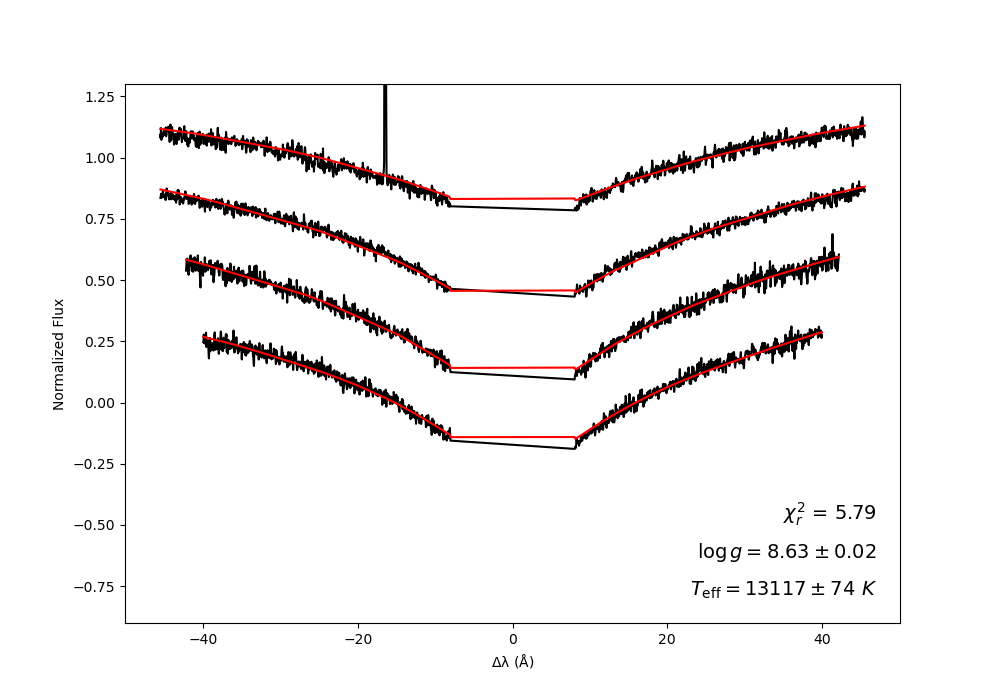 1.25
1.00
0.75
0.50
0.25
0.00
−0.25
−0.50
−0.75
Normalized Flux
χ²ᵣ = 5.79
log g = 8.63 ± 0.02
T_eff = 13117 ± 74 K
−40 −20 0 20 40
Δλ (Å)